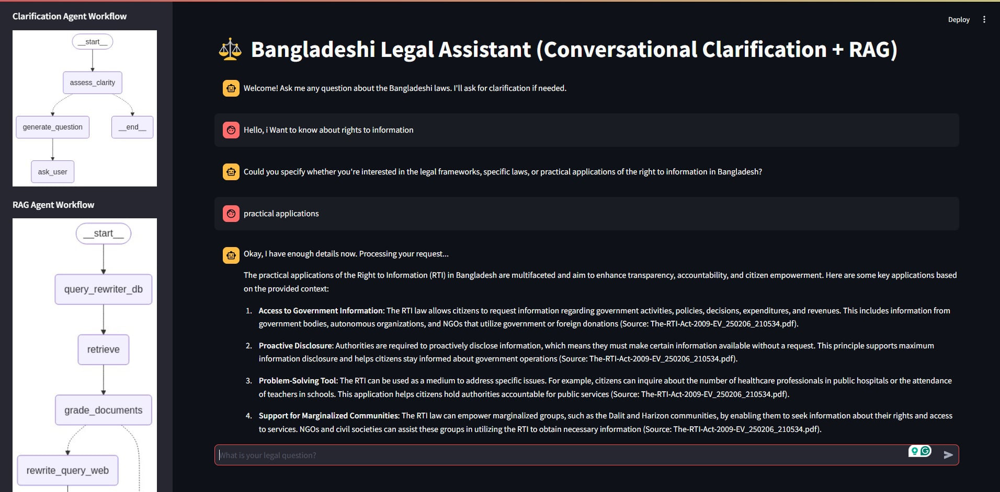 Clarification Agent Workflow
__start__
assess_clarity
generate_question
__end__
ask_user
RAG Agent Workflow
__start__
query_rewriter_db
retrieve
grade_documents
rewrite_query_web
Deploy
Bangladeshi Legal Assistant (Conversational Clarification + RAG)
Welcome! Ask me any question about the Bangladeshi laws. I'll ask for clarification if needed.
Hello, i Want to know about rights to information
Could you specify whether you're interested in the legal frameworks, specific laws, or practical applications of the right to information in Bangladesh?
practical applications
Okay, I have enough details now. Processing your request...
The practical applications of the Right to Information (RTI) in Bangladesh are multifaceted and aim to enhance transparency, accountability, and citizen empowerment. Here are some key applications based
on the provided context:
1. Access to Government Information: The RTI law allows citizens to request information regarding government activities, policies, decisions, expenditures, and revenues. This includes information from
government bodies, autonomous organizations, and NGOs that utilize government or foreign donations (Source: The-RTI-Act-2009-EV_250206_210534.pdf).
2. Proactive Disclosure: Authorities are required to proactively disclose information, which means they must make certain information available without a request. This principle supports maximum
information disclosure and helps citizens stay informed about government operations (Source: The-RTI-Act-2009-EV_250206_210534.pdf).
3. Problem-Solving Tool: The RTI can be used as a medium to address specific issues. For example, citizens can inquire about the number of healthcare professionals in public hospitals or the attendance
of teachers in schools. This application helps citizens hold authorities accountable for public services (Source: The-RTI-Act-2009-EV_250206_210534.pdf).
4. Support for Marginalized Communities: The RTI law can empower marginalized groups, such as the Dalit and Harizon communities, by enabling them to seek information about their rights and access
to services. NGOs and civil societies can assist these groups in utilizing the RTI to obtain necessary information (Source: The-RTI-Act-2009-EV_250206_210534.pdf).
What is your legal question?